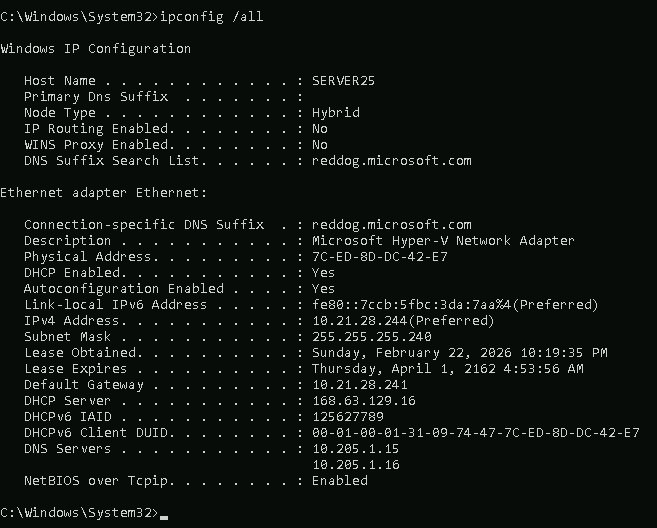 C:\Windows\System32>ipconfig /all
Windows IP Configuration
Host Name . . . . . . . . . . . . : SERVER25
Primary Dns Suffix  . . . . . . . :
Node Type . . . . . . . . . . . . : Hybrid
IP Routing Enabled. . . . . . . . : No
WINS Proxy Enabled. . . . . . . . : No
DNS Suffix Search List. . . . . . : reddog.microsoft.com
Ethernet adapter Ethernet:
Connection-specific DNS Suffix  . : reddog.microsoft.com
Description . . . . . . . . . . . : Microsoft Hyper-V Network Adapter
Physical Address. . . . . . . . . : 7C-ED-8D-DC-42-E7
DHCP Enabled. . . . . . . . . . . : Yes
Autoconfiguration Enabled . . . . : Yes
Link-local IPv6 Address . . . . . : fe80::7ccb:5fbc:3da:7aa%4(Preferred)
IPv4 Address. . . . . . . . . . . : 10.21.28.244(Preferred)
Subnet Mask . . . . . . . . . . . : 255.255.255.240
Lease Obtained. . . . . . . . . . : Sunday, February 22, 2026 10:19:35 PM
Lease Expires . . . . . . . . . . : Thursday, April 1, 2162 4:53:56 AM
Default Gateway . . . . . . . . . : 10.21.28.241
DHCP Server . . . . . . . . . . . : 168.63.129.16
DHCPv6 IAID . . . . . . . . . . . : 125627789
DHCPv6 Client DUID. . . . . . . . : 00-01-00-01-31-09-74-47-7C-ED-8D-DC-42-E7
DNS Servers . . . . . . . . . . . : 10.205.1.15
10.205.1.16
NetBIOS over Tcpip. . . . . . . . : Enabled
C:\Windows\System32>